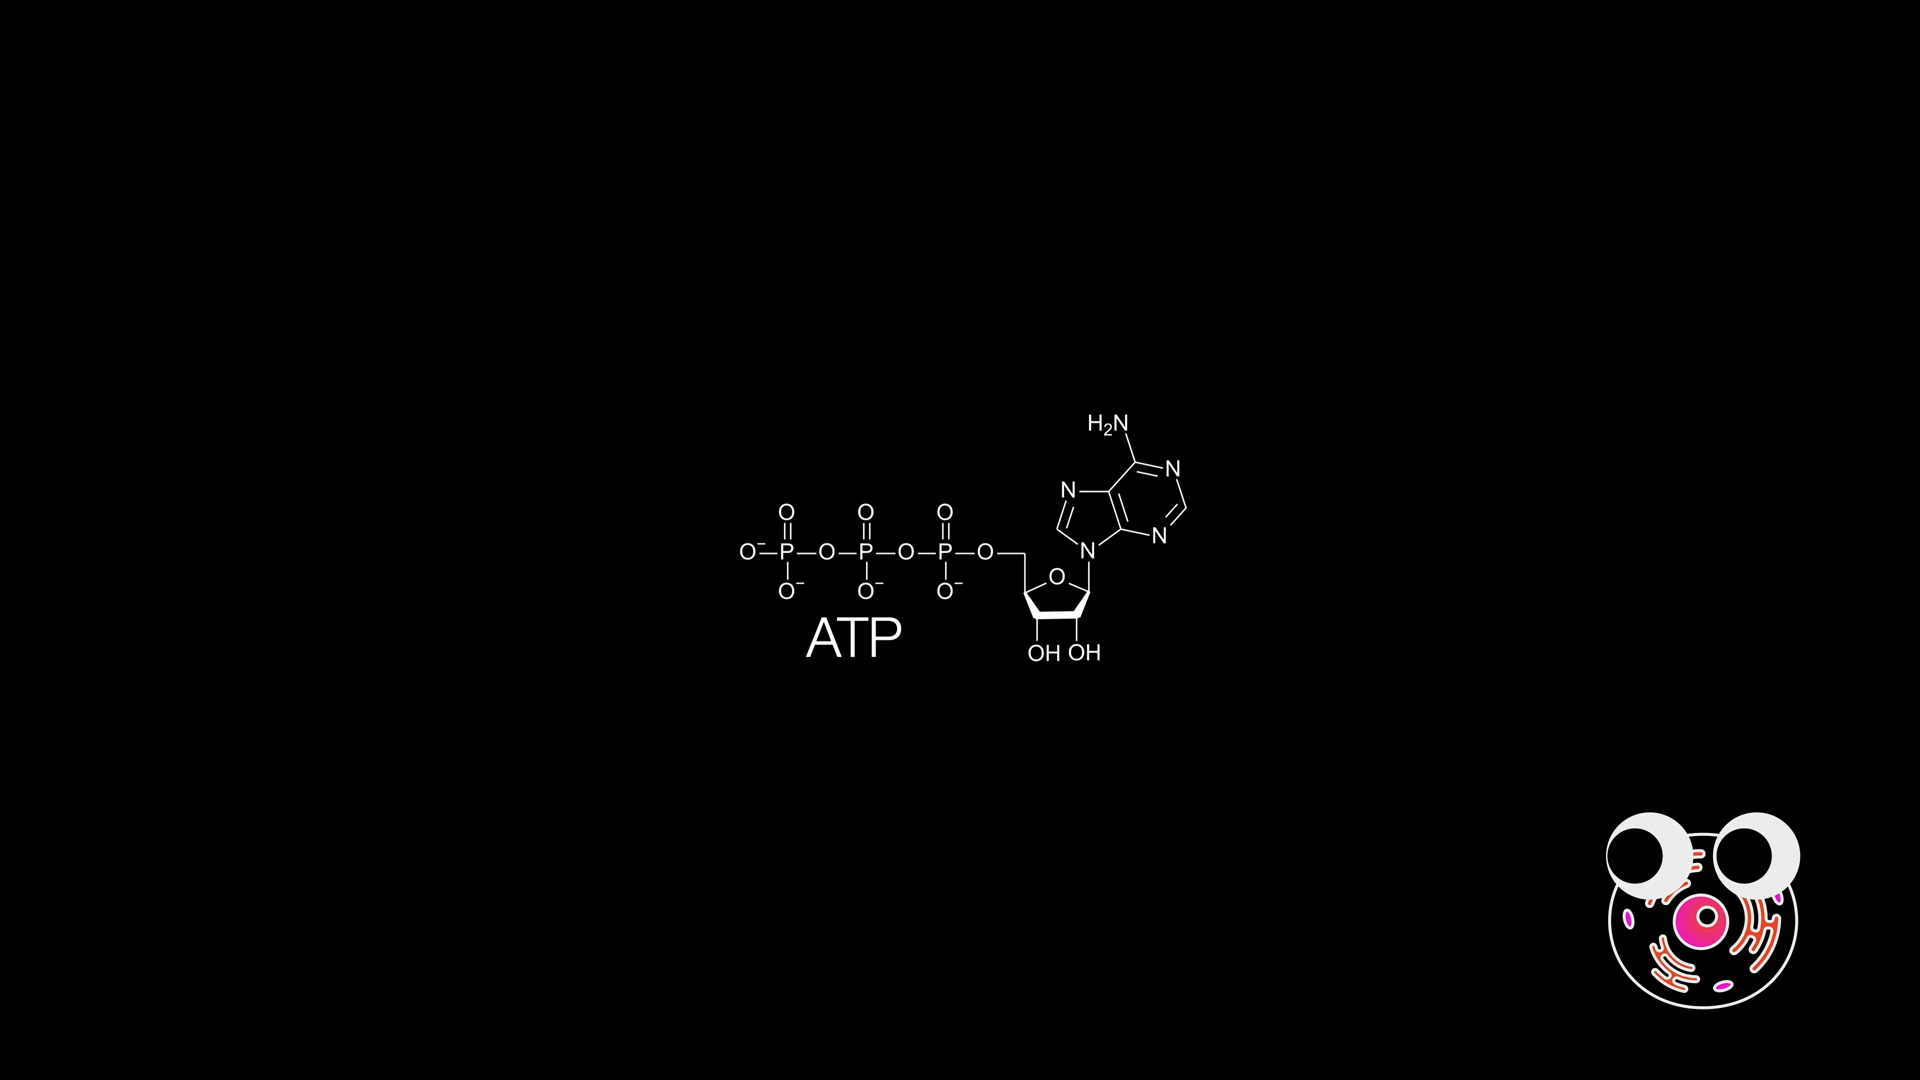 H₂N
N
N
N
N
O O O
O⁻ P O P O P O
O⁻ O⁻ O⁻
O
OH OH
ATP